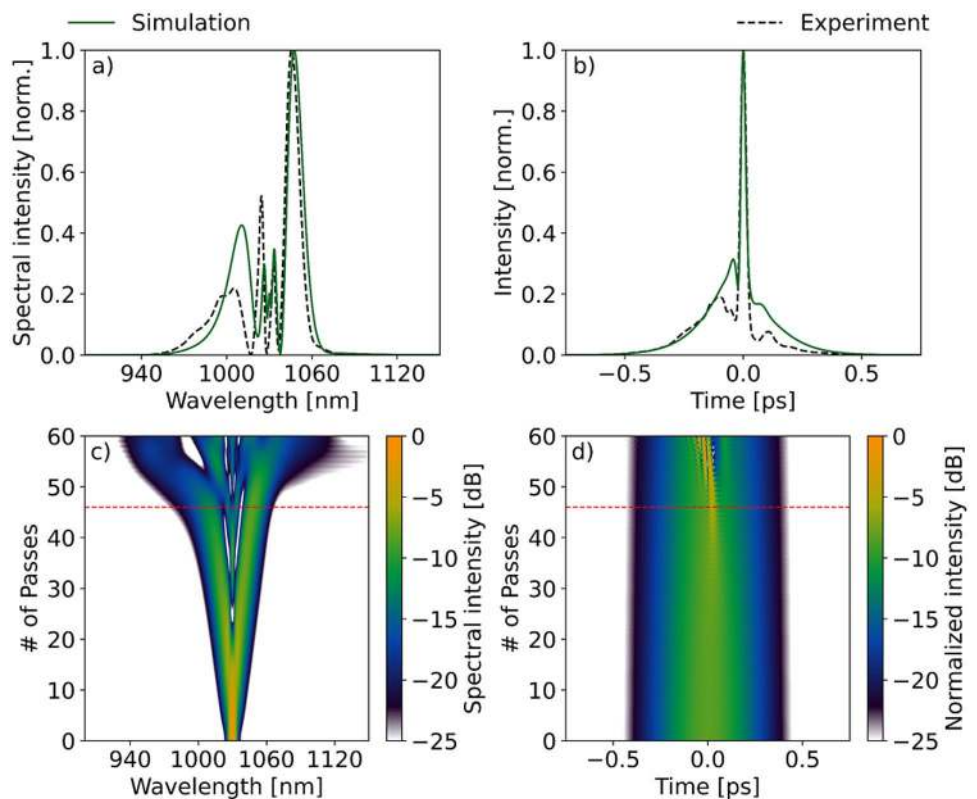 Simulation
Experiment
a)
Spectral intensity [norm.]
1.0
0.8
0.6
0.4
0.2
0.0
940 1000 1060 1120
Wavelength [nm]
b)
Intensity [norm.]
1.0
0.8
0.6
0.4
0.2
0.0
−0.5 0.0 0.5
Time [ps]
c)
# of Passes
60
50
40
30
20
10
0
940 1000 1060 1120
Wavelength [nm]
0
−5
−10
−15
−20
−25
Spectral intensity [dB]
d)
# of Passes
60
50
40
30
20
10
0
−0.5 0.0 0.5
Time [ps]
0
−5
−10
−15
−20
−25
Normalized intensity [dB]